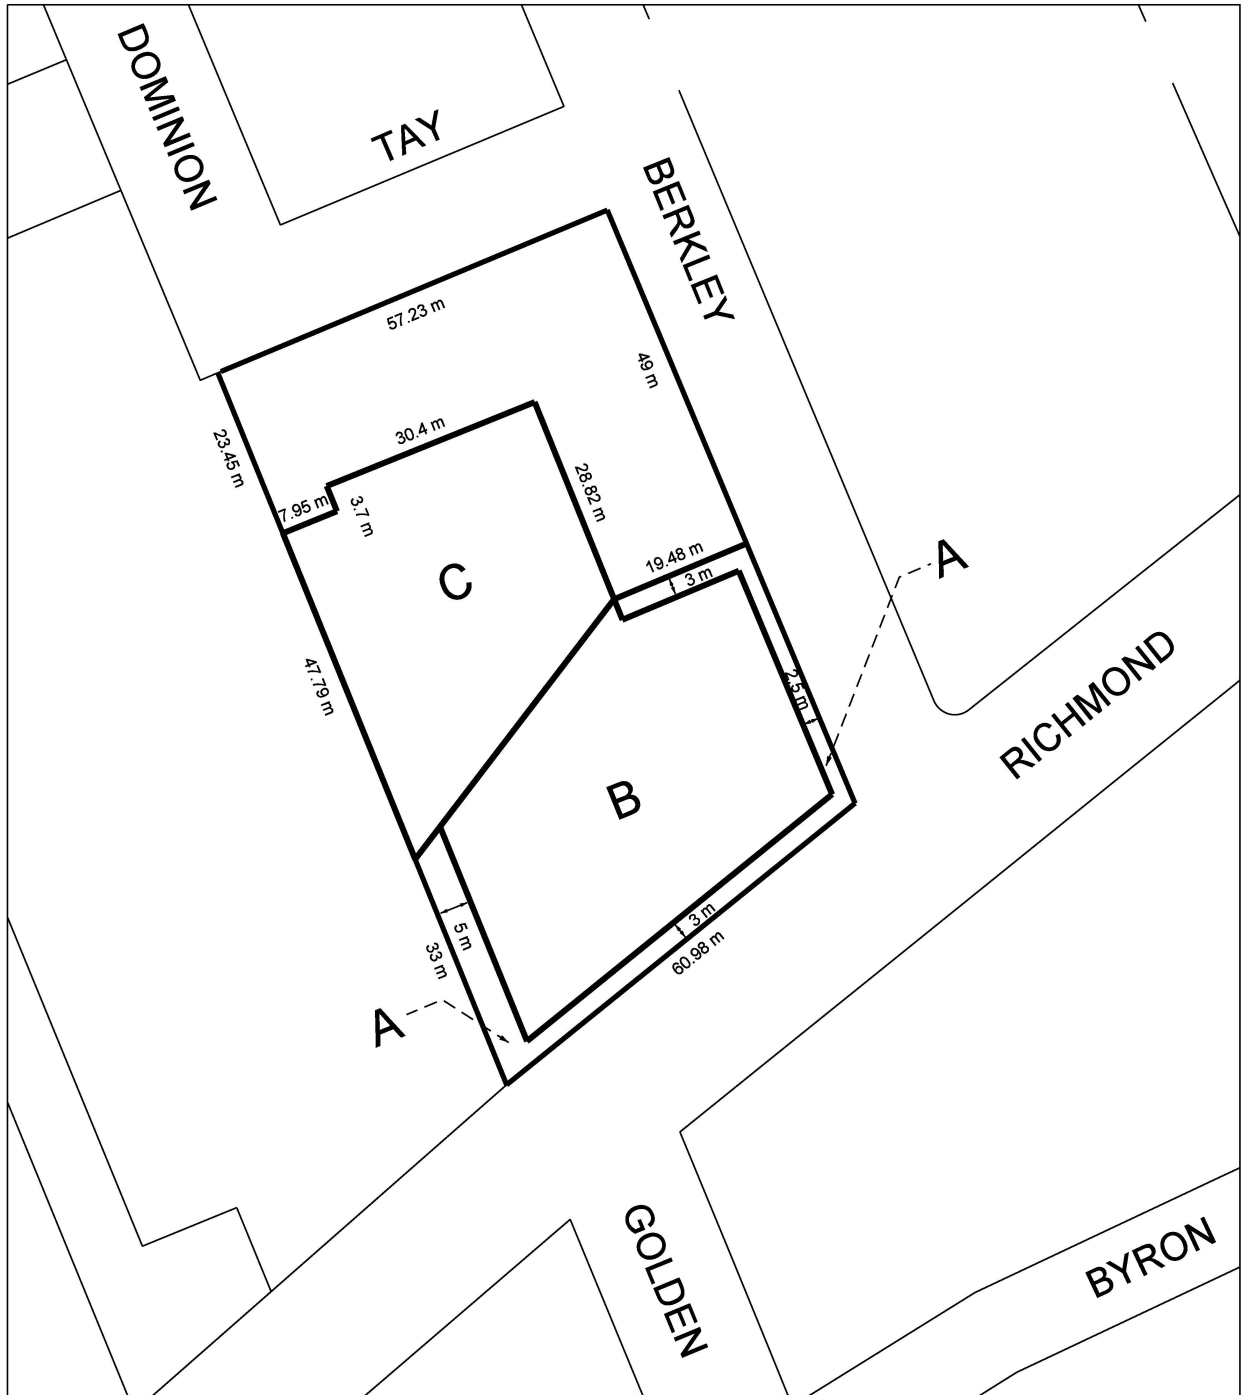 DOMINION
TAY
BERKLEY
57.23 m
49 m
23.45 m
30.4 m
7.95 m
3.7 m
28.82 m
C
19.48 m
3 m
A
RICHMOND
47.79 m
2.5 m
B
3 m
60.98 m
5 m
33 m
A
GOLDEN
BYRON